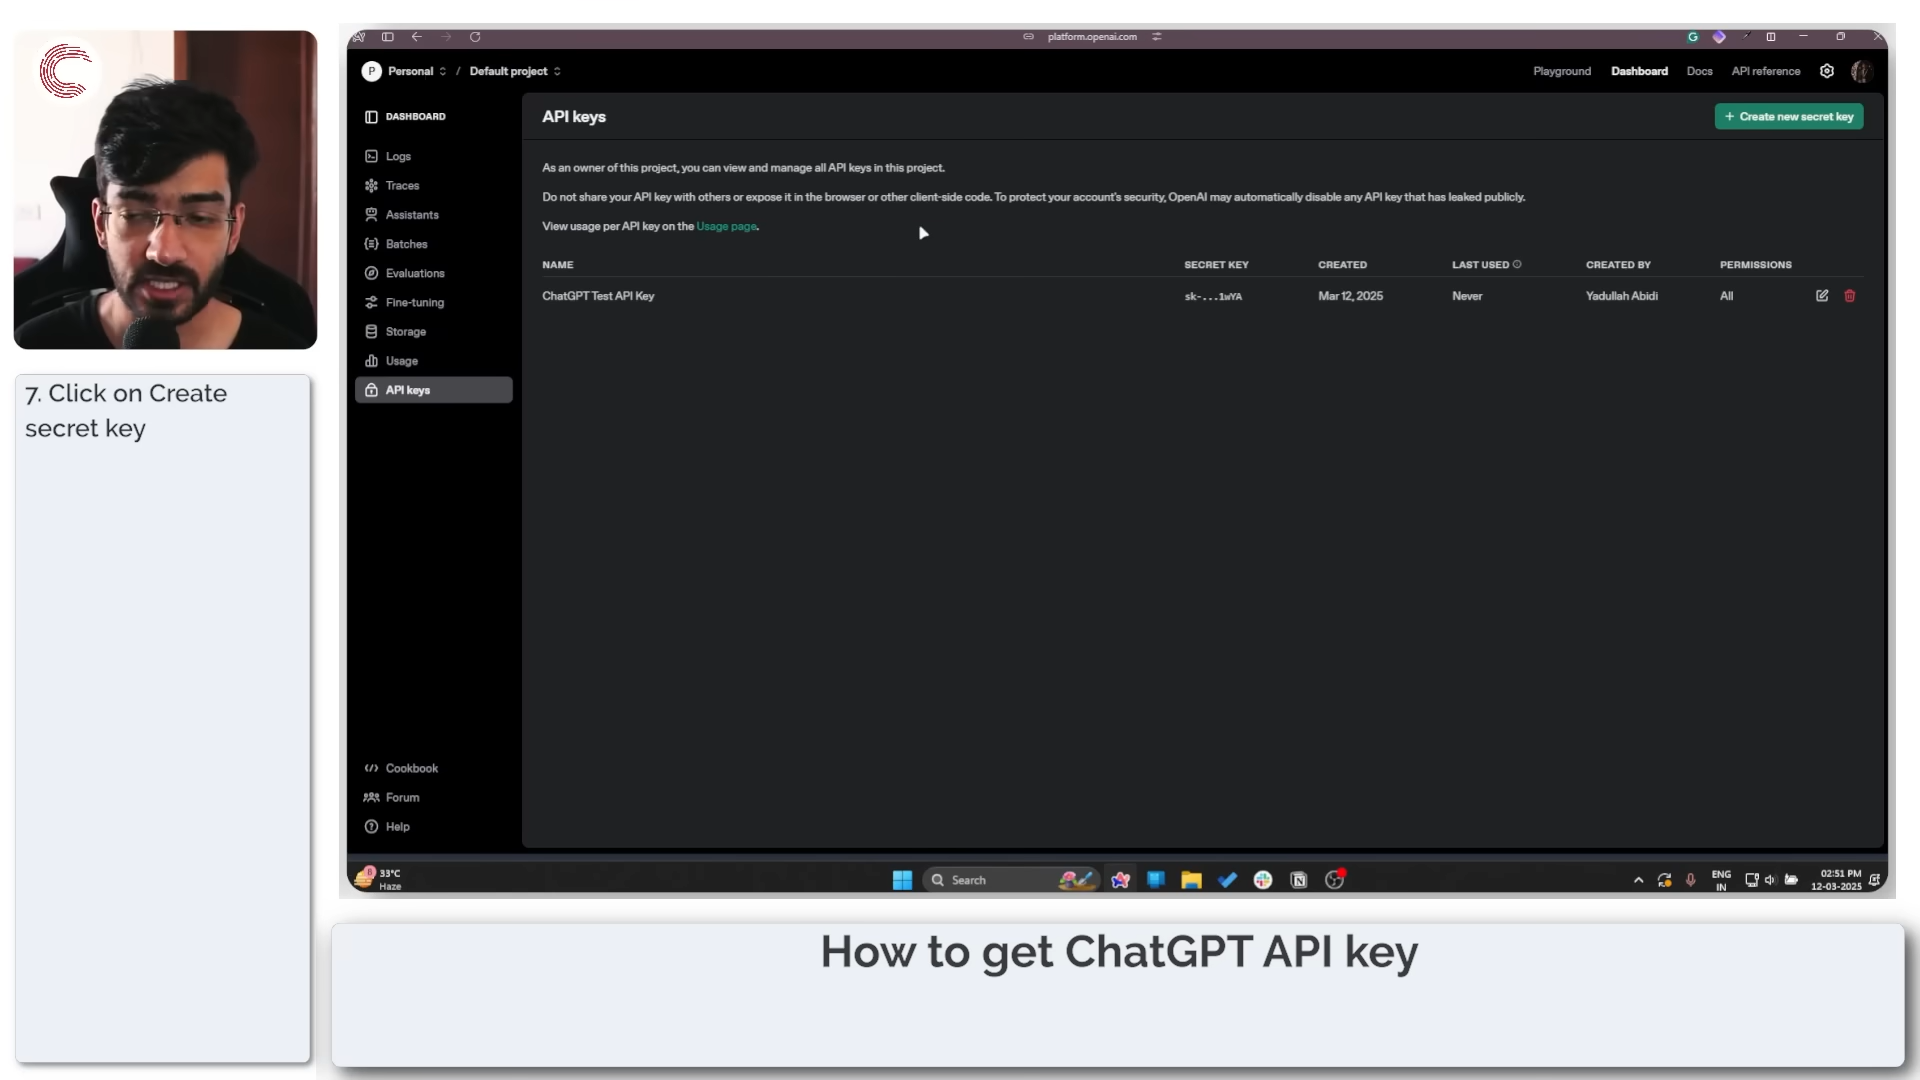 platform.openai.com
P Personal / Default project
Playground Dashboard Docs API reference
DASHBOARD
Logs
Traces
Assistants
Batches
Evaluations
Fine-tuning
Storage
Usage
API keys
Cookbook
Forum
Help
API keys
+ Create new secret key
As an owner of this project, you can view and manage all API keys in this project.
Do not share your API key with others or expose it in the browser or other client-side code. To protect your account's security, OpenAI may automatically disable any API key that has leaked publicly.
View usage per API key on the Usage page.
NAME SECRET KEY CREATED LAST USED CREATED BY PERMISSIONS
ChatGPT Test API Key sk-...1wYA Mar 12, 2025 Never Yadullah Abidi All
7. Click on Create
secret key
33°C
Haze
Search
ENG
IN
02:51 PM
12-03-2025
How to get ChatGPT API key